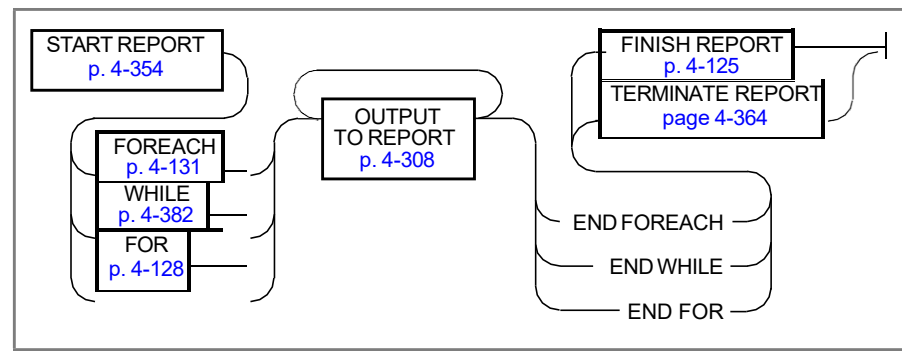 START REPORT
p. 4-354
FOREACH
p. 4-131
WHILE
p. 4-382
FOR
p. 4-128
OUTPUT
TO REPORT
p. 4-308
FINISH REPORT
p. 4-125
TERMINATE REPORT
page 4-364
END FOREACH
END WHILE
END FOR